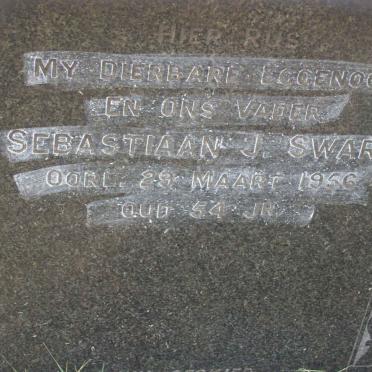 HIER RUS
MY DIERBARE EGGENOO
EN ONS VADER
SEBASTIAAN J. SWAR
OORL. 29 MAART 1956
OUD 54 JR.